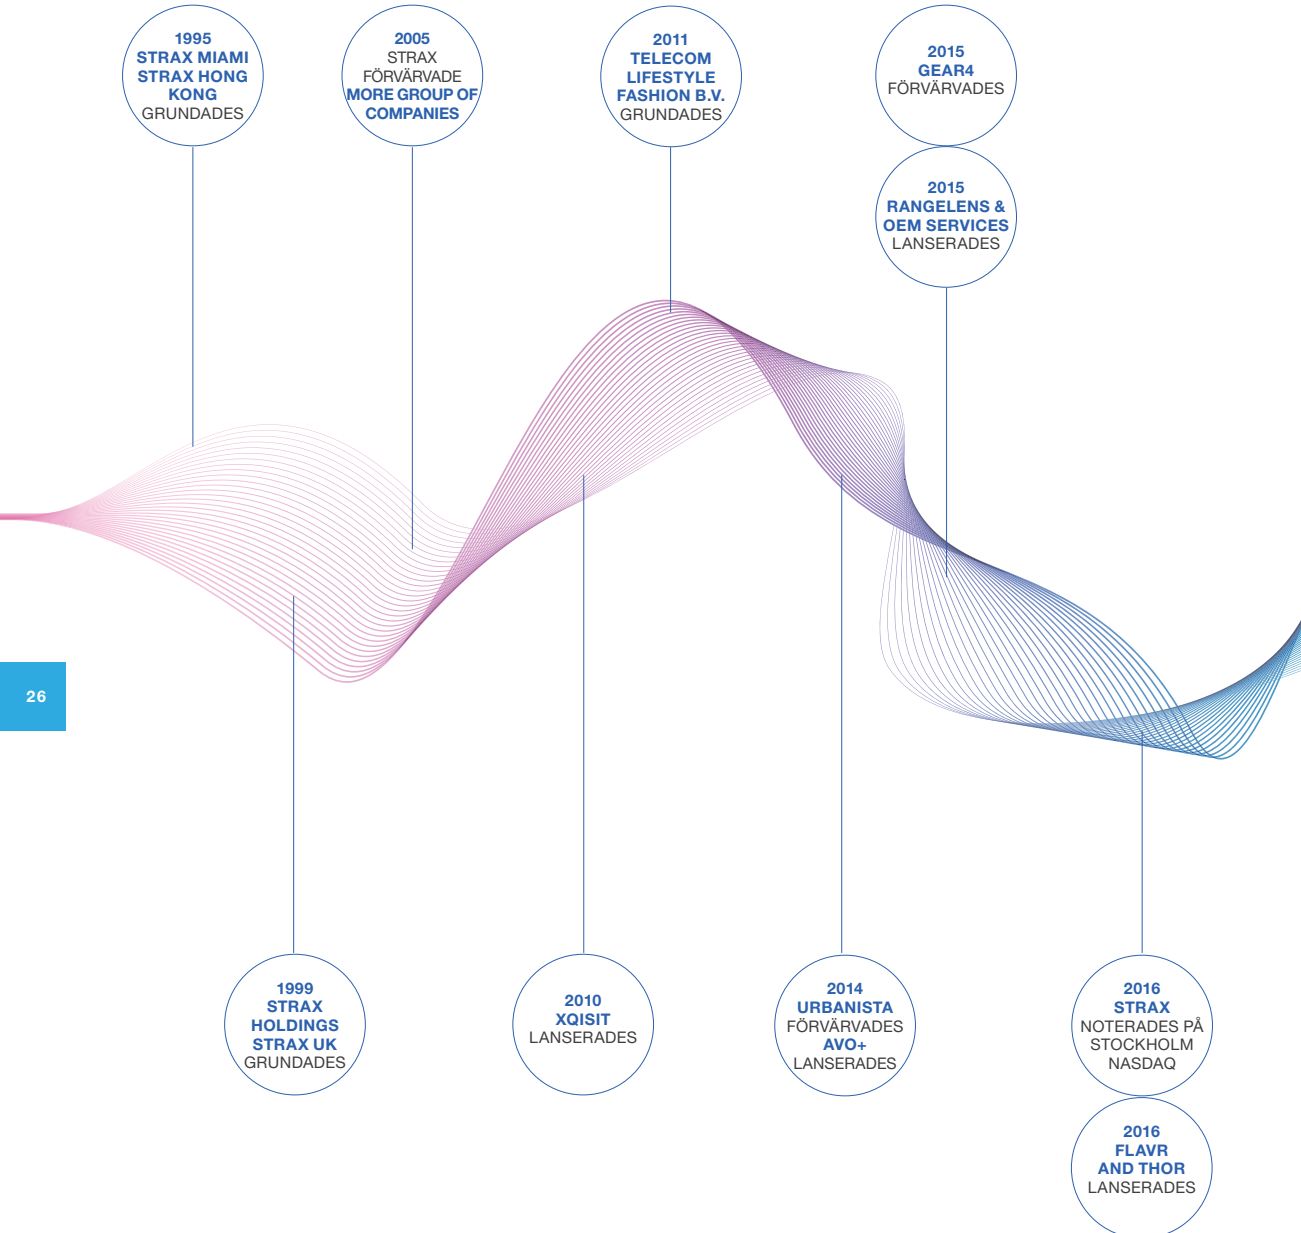 1995
STRAX MIAMI
STRAX HONG
KONG
GRUNDADES
2005
STRAX
FÖRVÄRVADE
MORE GROUP OF
COMPANIES
2011
TELECOM
LIFESTYLE
FASHION B.V.
GRUNDADES
2015
GEAR4
FÖRVÄRVADES
2015
RANGELENS &
OEM SERVICES
LANSERADES
26
1999
STRAX
HOLDINGS
STRAX UK
GRUNDADES
2010
XQISIT
LANSERADES
2014
URBANISTA
FÖRVÄRVADES
AVO+
LANSERADES
2016
STRAX
NOTERADES PÅ
STOCKHOLM
NASDAQ
2016
FLAVR
AND THOR
LANSERADES